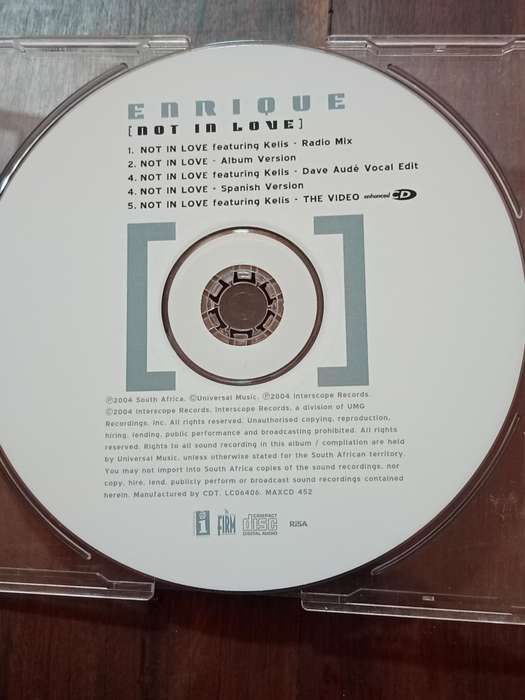 ENRIQUE
[NOT IN LOVE]
1. NOT IN LOVE featuring Kelis - Radio Mix
2. NOT IN LOVE - Album Version
4. NOT IN LOVE featuring Kelis - Dave Audé Vocal Edit
4. NOT IN LOVE - Spanish Version
5. NOT IN LOVE featuring Kelis - THE VIDEO enhanced CD
℗2004 South Africa. ©Universal Music. ℗2004 Interscope Records.
©2004 Interscope Records, Interscope Records, a division of UMG
Recordings, inc. All rights reserved. Unauthorised copying, reproduction,
hiring, lending, public performance and broadcasting prohibited. All rights
reserved. Rights to all sound recording in this album / compilation are held
by Universal Music, unless otherwise stated for the South African territory.
You may not import into South Africa copies of the sound recordings, nor
copy, hire, lend, publicly perform or broadcast sound recordings contained
herein. Manufactured by CDT. LC06406. MAXCD 452
i FIRM COMPACT disc DIGITAL AUDIO RiSA